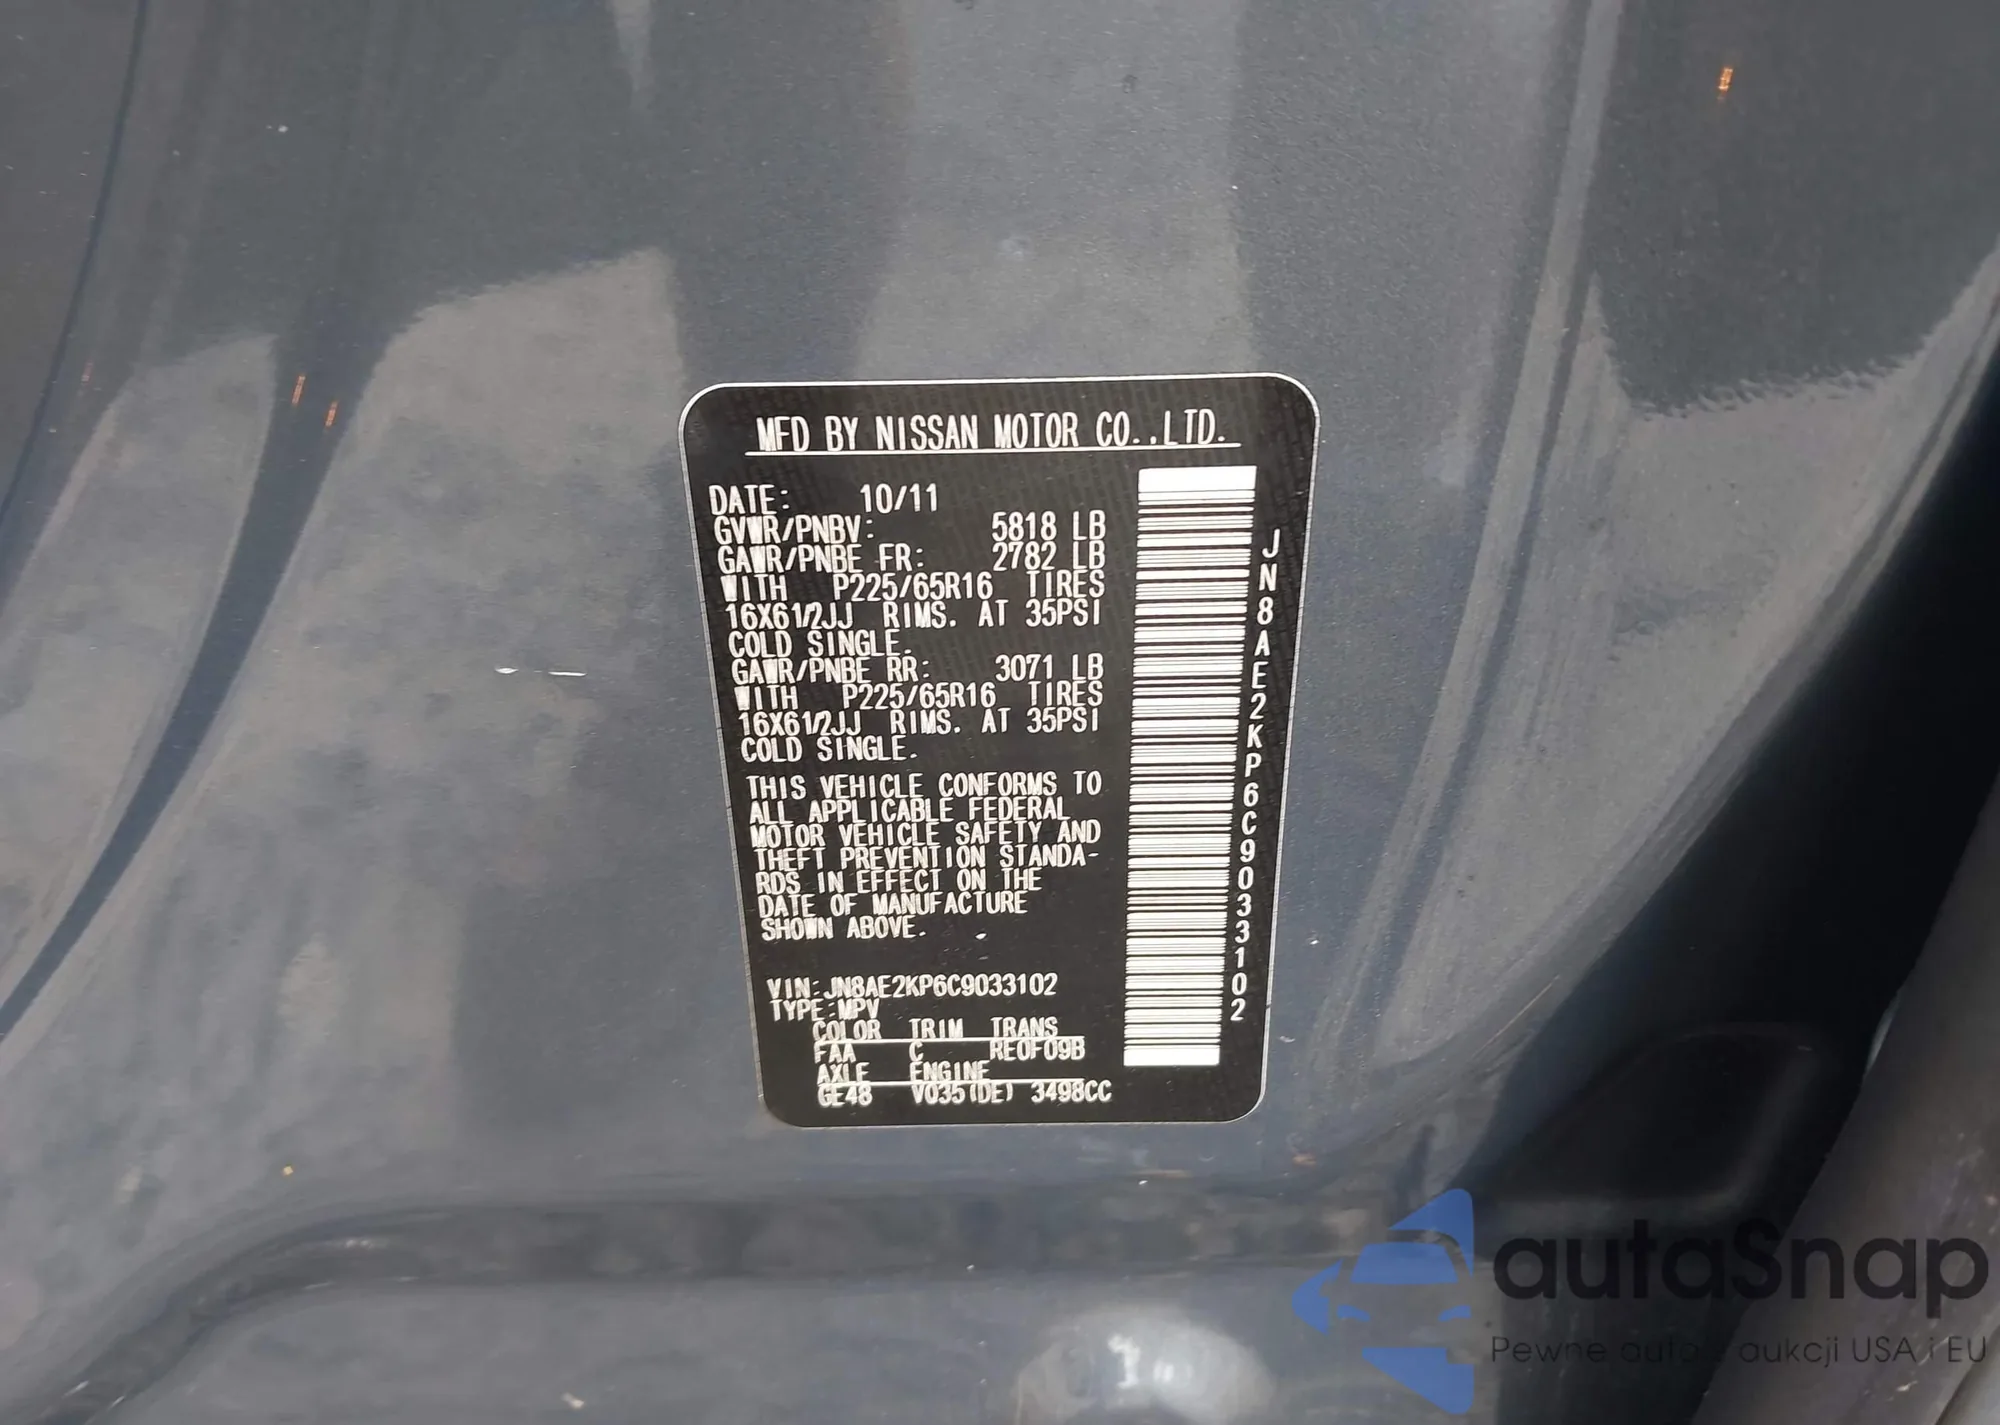 MFD BY NISSAN MOTOR CO.,LTD.
DATE: 10/11
GVWR/PNBV: 5818 LB
GAWR/PNBE FR: 2782 LB
WITH P225/65R16 TIRES
16X61/2JJ RIMS. AT 35PSI
COLD SINGLE.
GAWR/PNBE RR: 3071 LB
WITH P225/65R16 TIRES
16X61/2JJ RIMS. AT 35PSI
COLD SINGLE.
THIS VEHICLE CONFORMS TO
ALL APPLICABLE FEDERAL
MOTOR VEHICLE SAFETY AND
THEFT PREVENTION STANDA-
RDS IN EFFECT ON THE
DATE OF MANUFACTURE
SHOWN ABOVE.
VIN:JN8AE2KP6C9033102
TYPE:MPV
COLOR TRIM TRANS
FAA C RE0F09B
AXLE ENGINE
GE48 VQ35(DE) 3498CC
JN8AE2KP6C9033102
autaSnap
Pewne auta z aukcji USA i EU